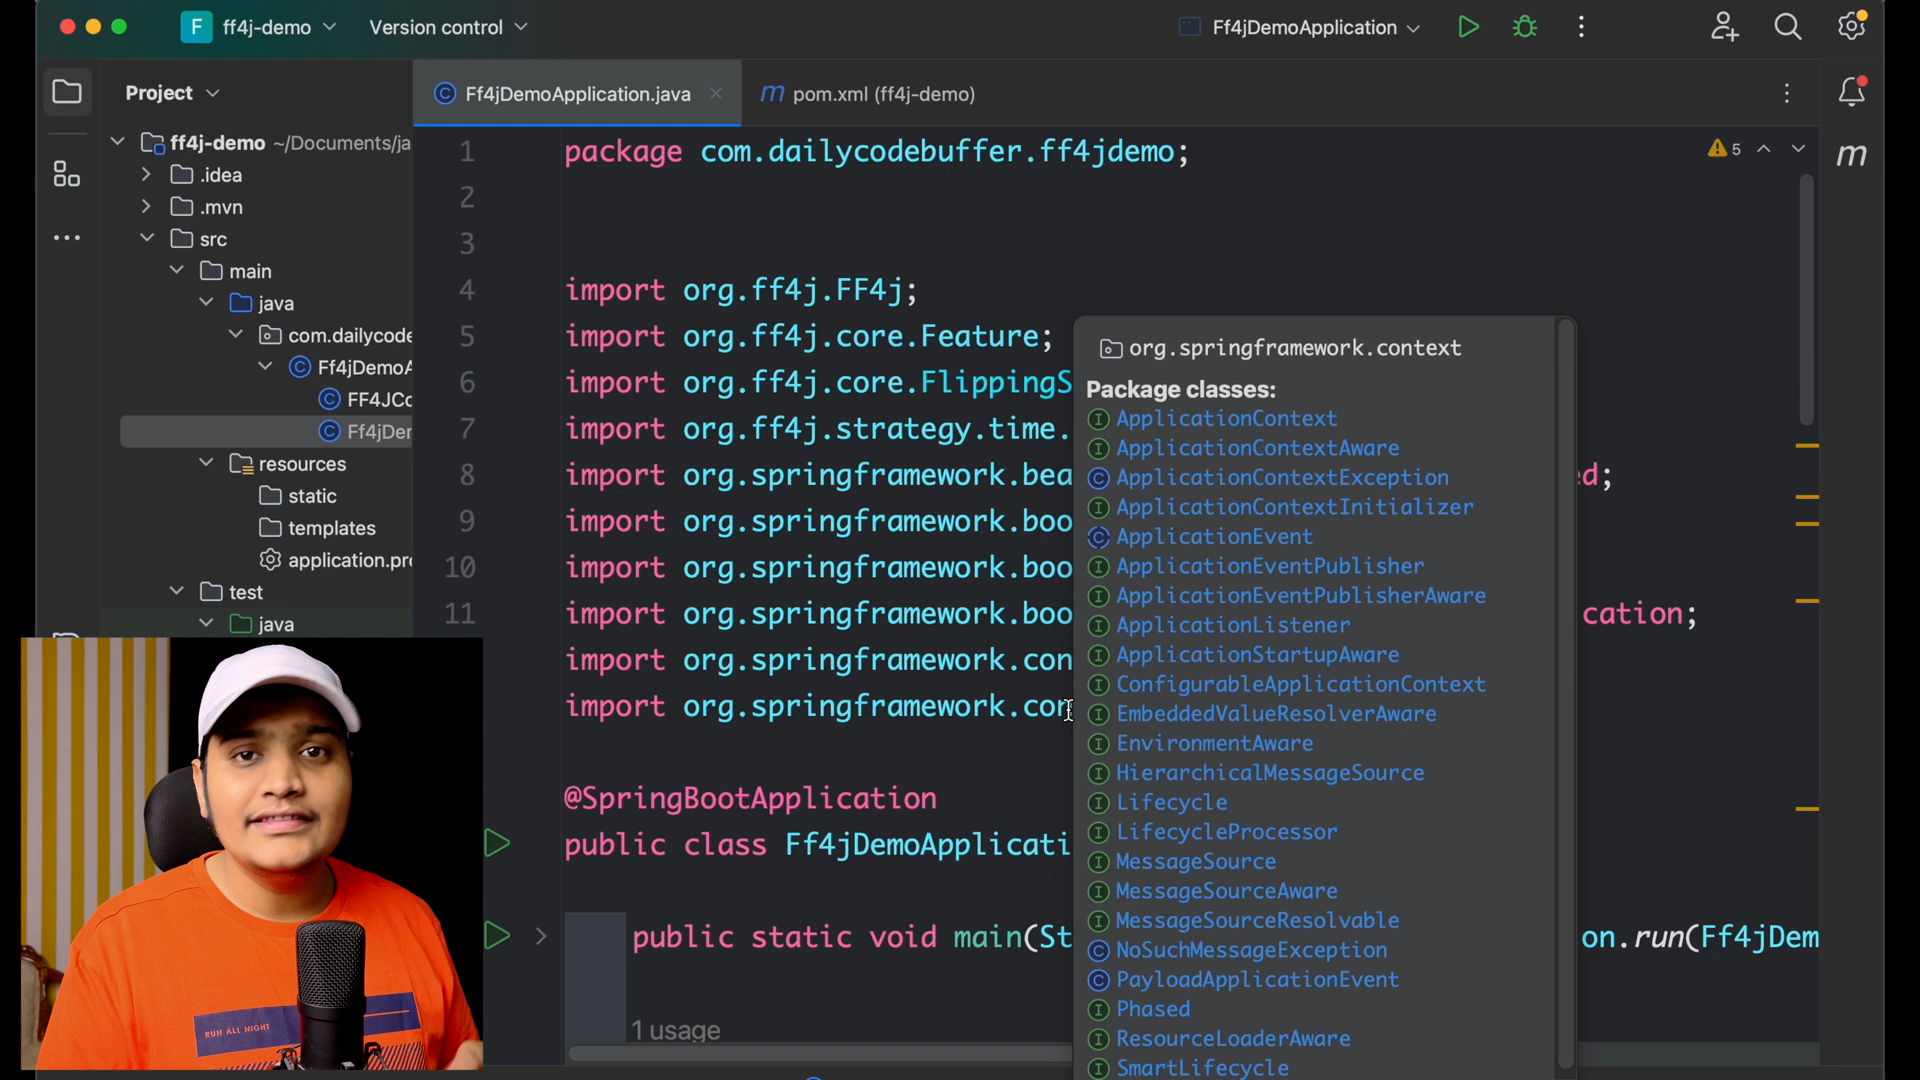 F ff4j-demo Version control Ff4jDemoApplication
Project
Ff4jDemoApplication.java
m pom.xml (ff4j-demo)
ff4j-demo ~/Documents/ja
.idea
.mvn
src
main
java
com.dailycode
Ff4jDemoA
FF4JCo
Ff4jDer
resources
static
templates
application.pro
test
java
5
m
1 package com.dailycodebuffer.ff4jdemo;
2
3
4 import org.ff4j.FF4j;
5 import org.ff4j.core.Feature;
6 import org.ff4j.core.FlippingS
7 import org.ff4j.strategy.time.
8 import org.springframework.bea d;
9 import org.springframework.boo
10 import org.springframework.boo
11 import org.springframework.boo cation;
import org.springframework.con
import org.springframework.con
@SpringBootApplication
public class Ff4jDemoApplicati
public static void main(St on.run(Ff4jDem
1 usage
org.springframework.context
Package classes:
ApplicationContext
ApplicationContextAware
ApplicationContextException
ApplicationContextInitializer
ApplicationEvent
ApplicationEventPublisher
ApplicationEventPublisherAware
ApplicationListener
ApplicationStartupAware
ConfigurableApplicationContext
EmbeddedValueResolverAware
EnvironmentAware
HierarchicalMessageSource
Lifecycle
LifecycleProcessor
MessageSource
MessageSourceAware
MessageSourceResolvable
NoSuchMessageException
PayloadApplicationEvent
Phased
ResourceLoaderAware
SmartLifecycle
RUN ALL NIGHT